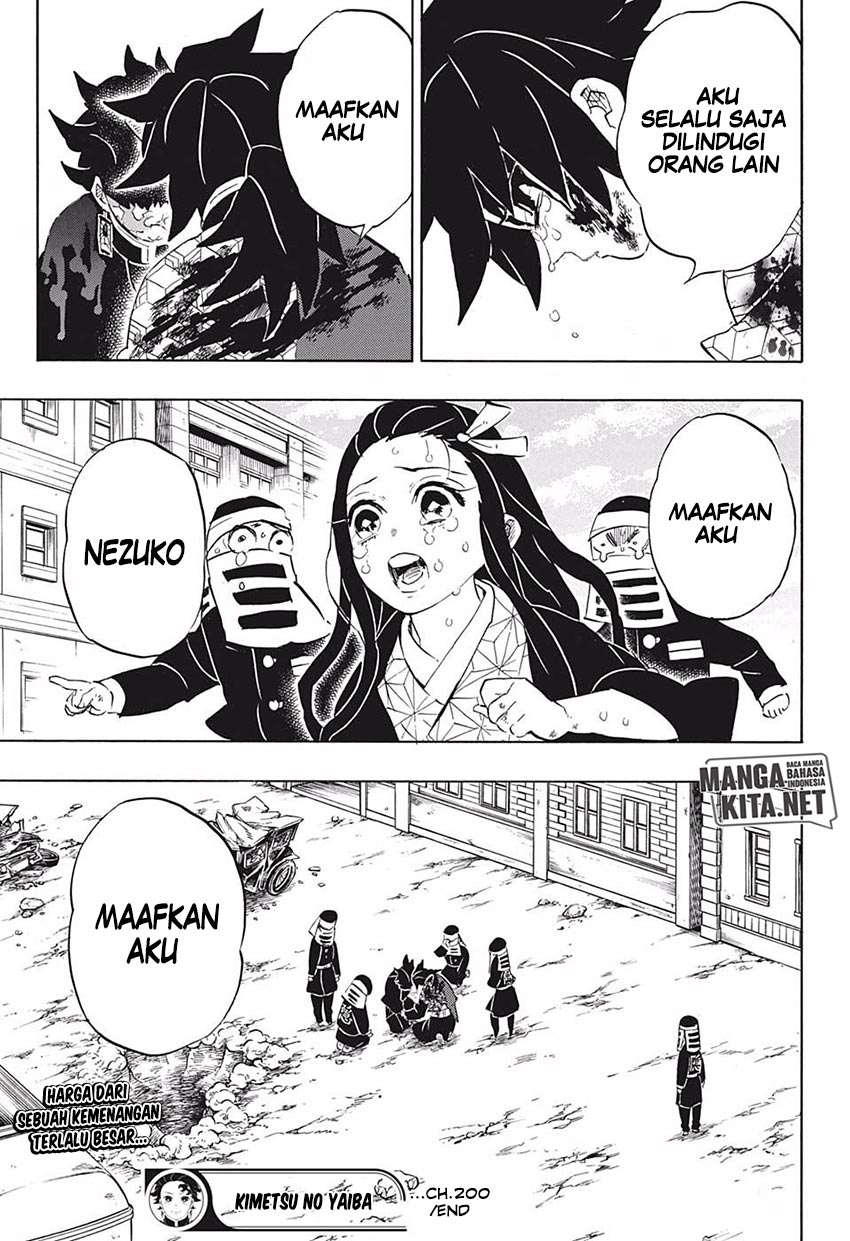 AKU
SELALU SAJA
DILINDUGI
ORANG LAIN
MAAFKAN
AKU
MAAFKAN
AKU
NEZUKO
MANGA
KITA.NET
BACA MANGA
BAHASA
INDONESIA
MAAFKAN
AKU
HARGA DARI
SEBUAH KEMENANGAN
TERLALU BESAR...
KIMETSU NO YAIBA
...CH.200
/END